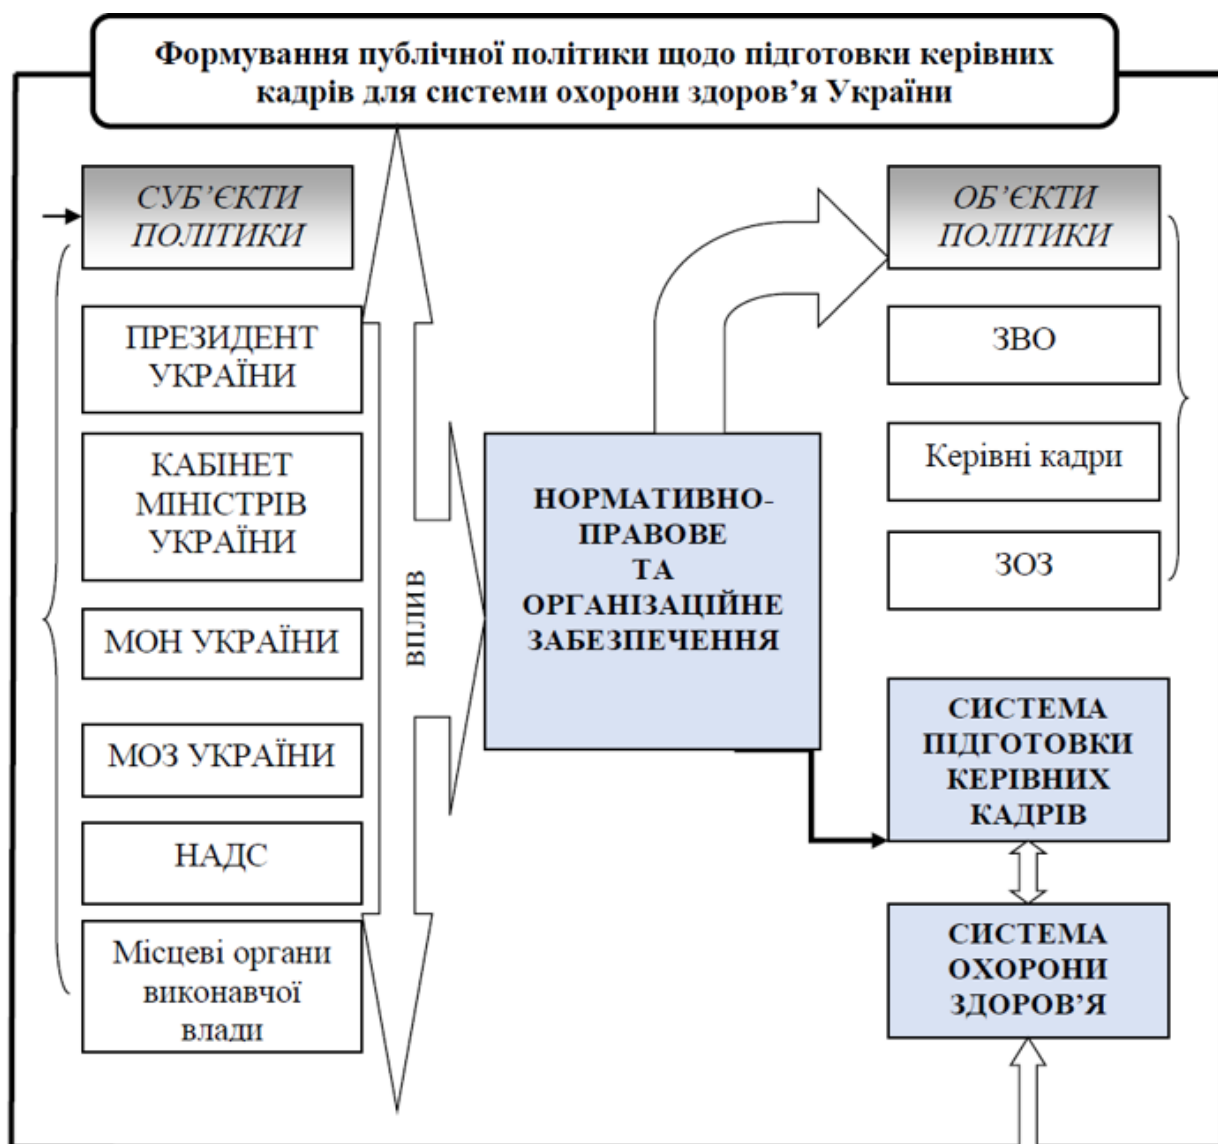 Формування публічної політики щодо підготовки керівних
кадрів для системи охорони здоров’я України
СУБ’ЄКТИ
ПОЛІТИКИ
ПРЕЗИДЕНТ
УКРАЇНИ
КАБІНЕТ
МІНІСТРІВ
УКРАЇНИ
МОН УКРАЇНИ
МОЗ УКРАЇНИ
НАДС
Місцеві органи
виконавчої
влади
ВПЛИВ
НОРМАТИВНО-
ПРАВОВЕ
ТА
ОРГАНІЗАЦІЙНЕ
ЗАБЕЗПЕЧЕННЯ
ОБ’ЄКТИ
ПОЛІТИКИ
ЗВО
Керівні кадри
ЗОЗ
СИСТЕМА
ПІДГОТОВКИ
КЕРІВНИХ
КАДРІВ
СИСТЕМА
ОХОРОНИ
ЗДОРОВ’Я